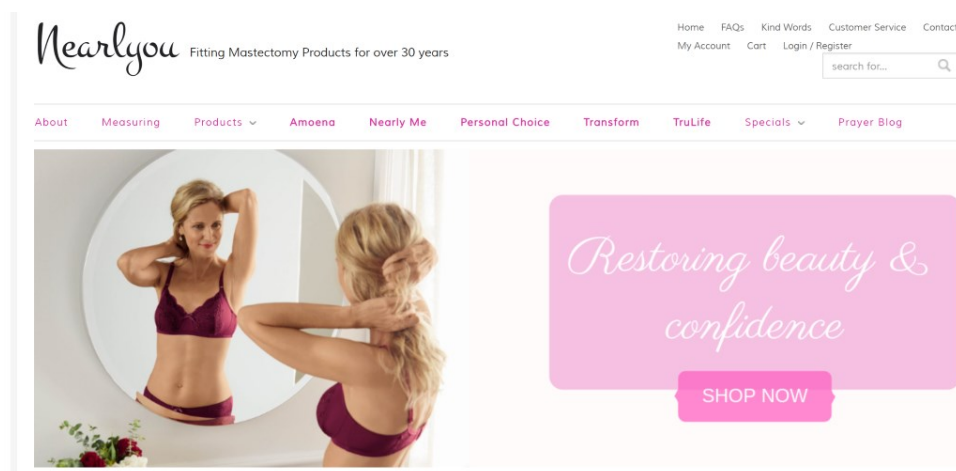 Nearlyou Fitting Mastectomy Products for over 30 years
Home FAQs Kind Words Customer Service Contact
My Account Cart Login / Register
search for...
About Measuring Products Amoena Nearly Me Personal Choice Transform TruLife Specials Prayer Blog
Restoring beauty &
confidence
SHOP NOW